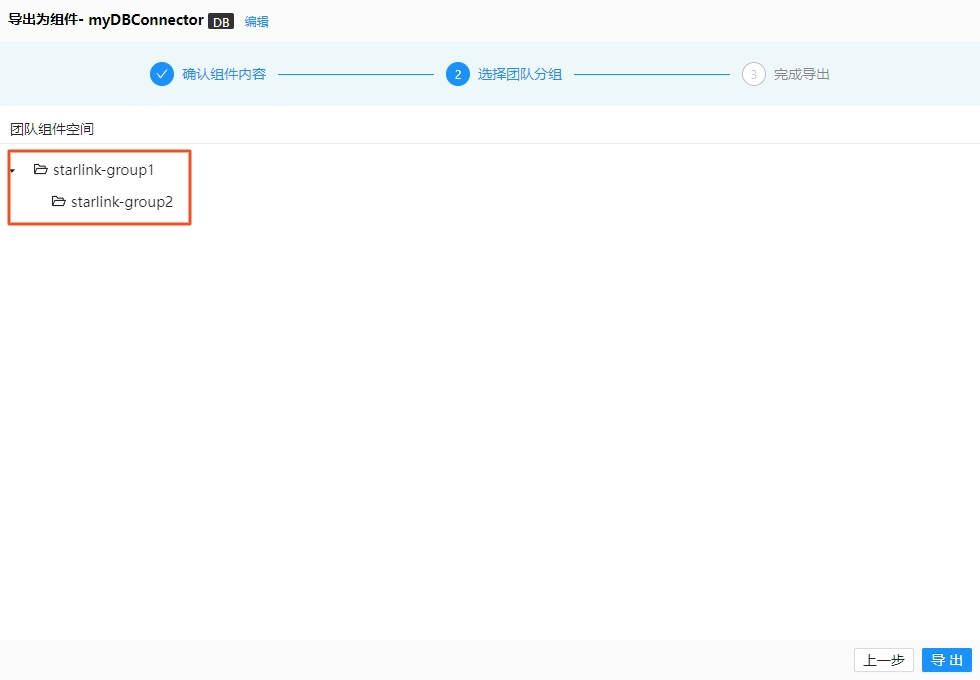 导出为组件- myDBConnector DB 编辑
确认组件内容 2 选择团队分组 3 完成导出
团队组件空间
starlink-group1
starlink-group2
上一步 导 出